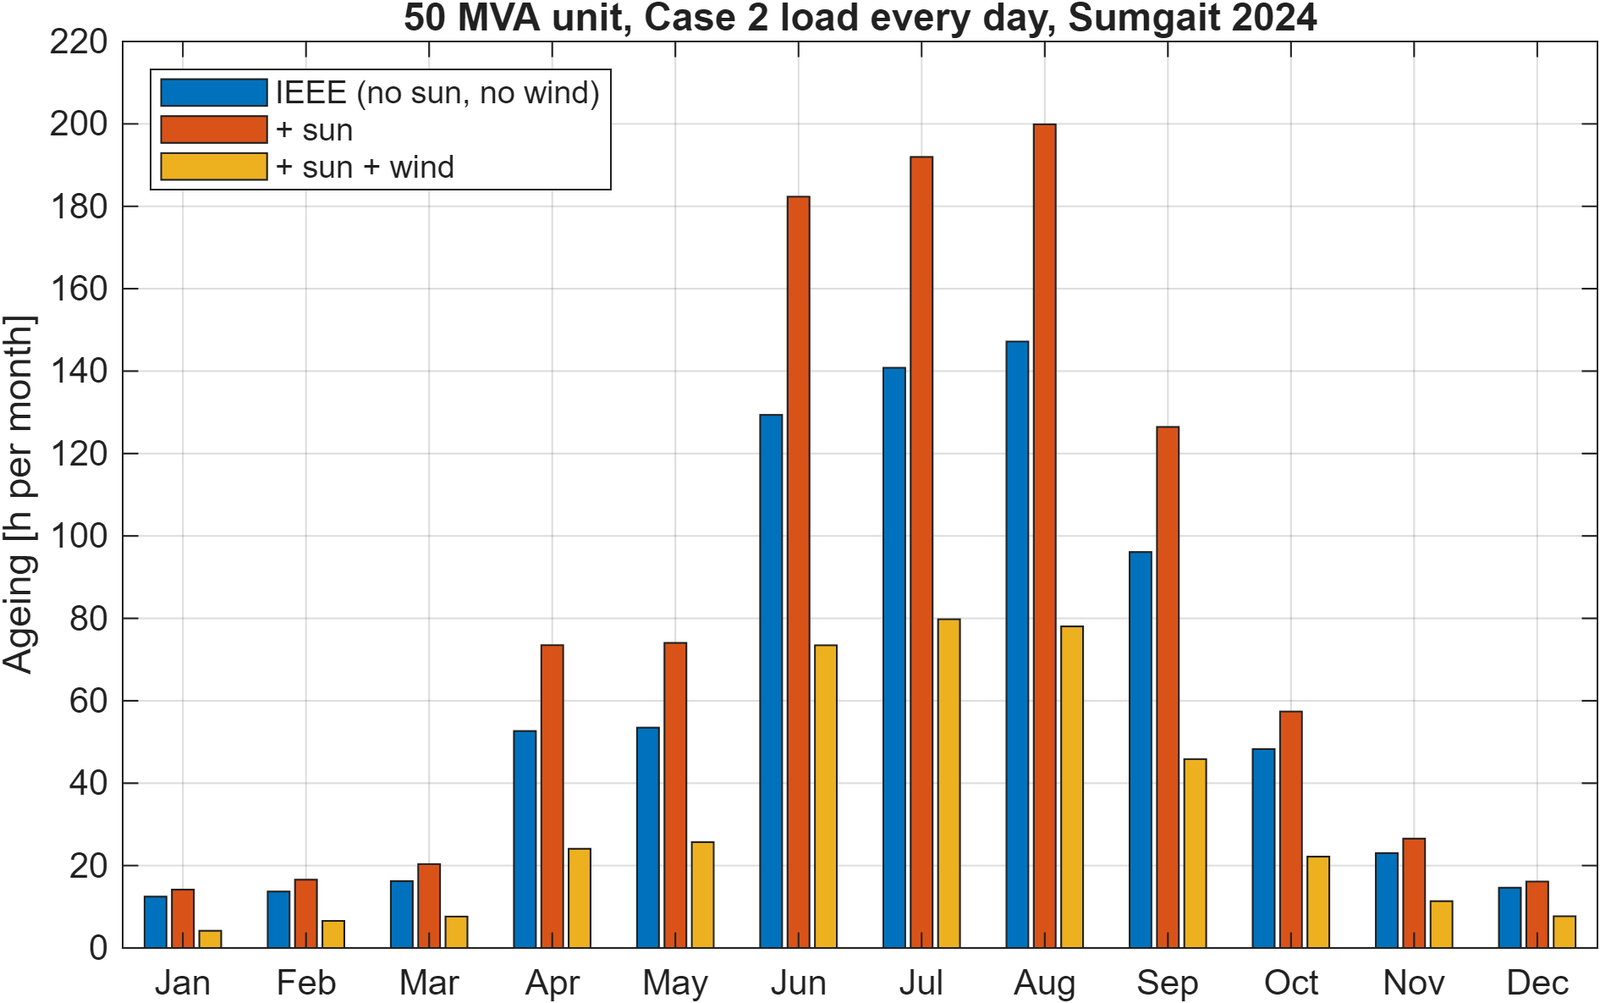 50 MVA unit, Case 2 load every day, Sumgait 2024
IEEE (no sun, no wind)
+ sun
+ sun + wind
Ageing [h per month]
220
200
180
160
140
120
100
80
60
40
20
0
Jan Feb Mar Apr May Jun Jul Aug Sep Oct Nov Dec